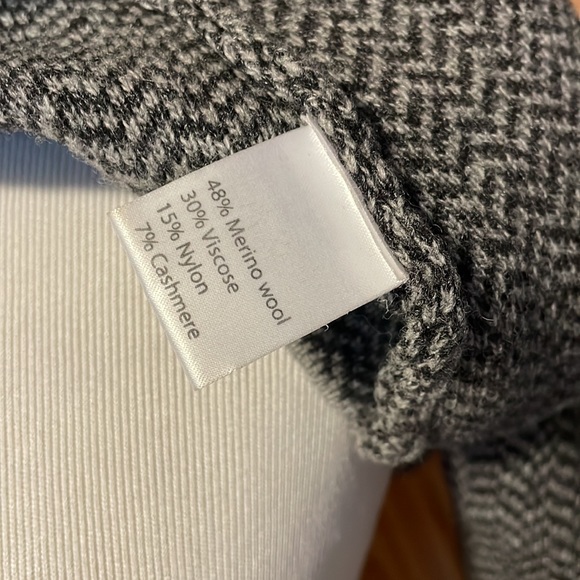 48% Merino wool
30% Viscose
15% Nylon
7% Cashmere